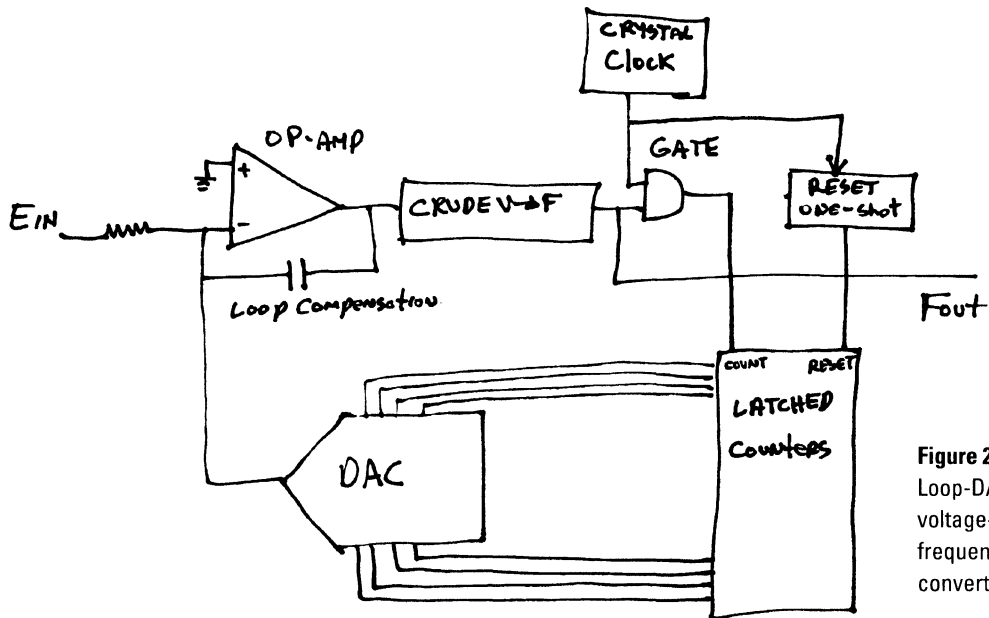 CRYSTAL
Clock
OP-AMP
GATE
+
-
EIN
CRUDE V→F
RESET
ONE-Shot
Loop Compensation
Fout
COUNT
RESET
LATCHED
Counters
DAC
Figure 2
Loop-DA
voltage-
frequen
convert